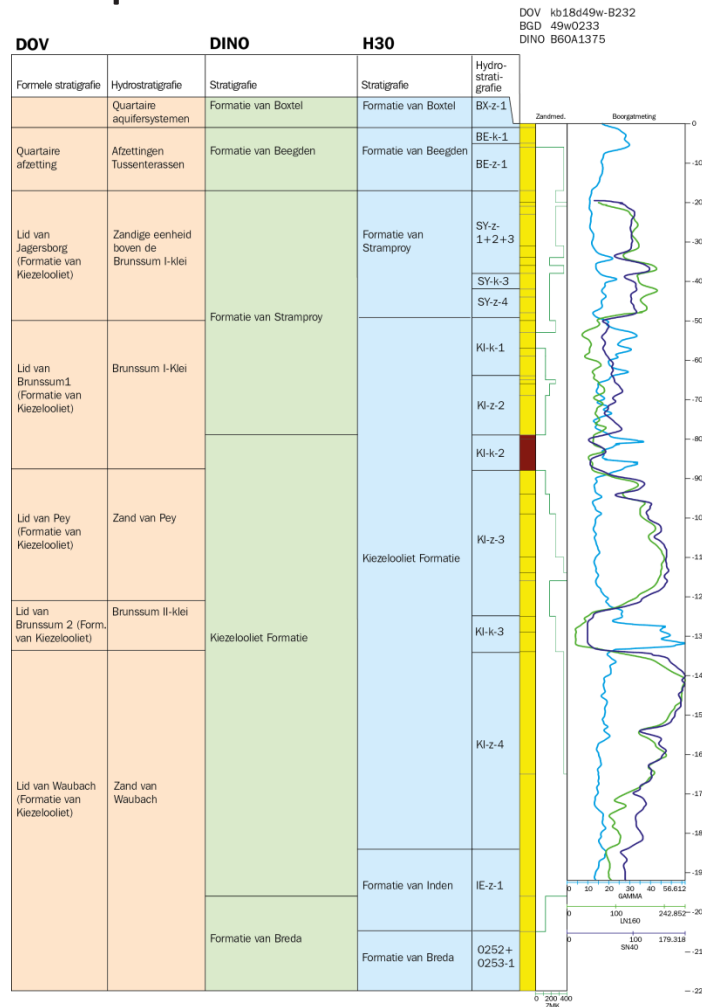 DOV kb18d49w-B232
BGD 49w0233
DINO B60A1375
DOV
DINO
H30
Formele stratigrafie
Hydrostratigrafie
Stratigrafie
Stratigrafie
Hydro-
strati-
grafie
Quartaire
aquifersystemen
Formatie van Boxtel
Formatie van Boxtel
BX-z-1
Zandmed.
Boorgatmeting
Quartaire
afzetting
Afzettingen
Tussenterassen
Formatie van Beegden
Formatie van Beegden
BE-k-1
BE-z-1
Lid van
Jagersborg
(Formatie van
Kiezelooliet)
Zandige eenheid
boven de
Brunssum I-klei
Formatie van Stramproy
Formatie van
Stramproy
SY-z-
1+2+3
SY-k-3
SY-z-4
Lid van
Brunssum1
(Formatie van
Kiezelooliet)
Brunssum I-Klei
KI-k-1
KI-z-2
KI-k-2
Lid van Pey
(Formatie van
Kiezelooliet)
Zand van Pey
Kiezelooliet Formatie
Kiezelooliet Formatie
KI-z-3
Lid van
Brunssum 2 (Form.
van Kiezelooliet)
Brunssum II-klei
KI-k-3
Lid van Waubach
(Formatie van
Kiezelooliet)
Zand van
Waubach
KI-z-4
Formatie van Inden
IE-z-1
Formatie van Breda
Formatie van Breda
0252+
0253-1
0
-10
-20
-30
-40
-50
-60
-70
-80
-90
-10
-11
-12
-13
-14
-15
-16
-17
-18
-19
-20
-21
-22
0 10 20 30 40 56.612
GAMMA
0 100 242.852
LN160
0 100 179.318
SN40
0 200 400
ZMK